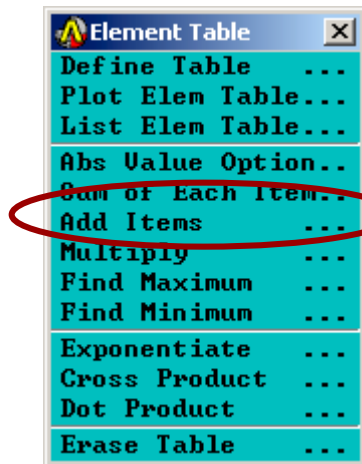 Element Table
Define Table ...
Plot Elem Table...
List Elem Table...
Abs Value Option..
Sum of Each Item..
Add Items ...
Multiply ...
Find Maximum ...
Find Minimum ...
Exponentiate ...
Cross Product ...
Dot Product ...
Erase Table ...